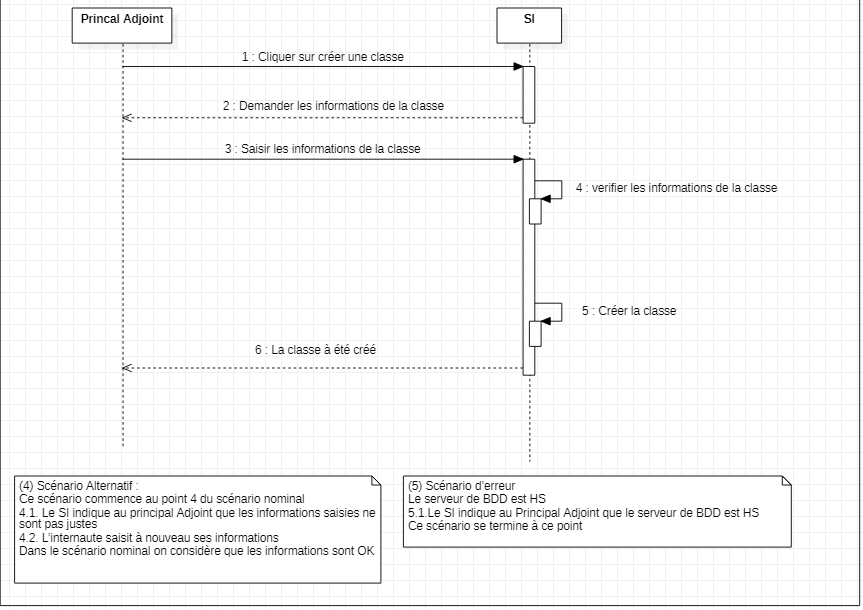 Princal Adjoint
SI
1 : Cliquer sur créer une classe
2 : Demander les informations de la classe
3 : Saisir les informations de la classe
4 : verifier les informations de la classe
5 : Créer la classe
6 : La classe à été créé
(4) Scénario Alternatif :
Ce scénario commence au point 4 du scénario nominal
4.1. Le SI indique au principal Adjoint que les informations saisies ne
sont pas justes
4.2. L'internaute saisit à nouveau ses informations
Dans le scénario nominal on considère que les informations sont OK
(5) Scénario d'erreur
Le serveur de BDD est HS
5.1.Le SI indique au Principal Adjoint que le serveur de BDD est HS
Ce scénario se termine à ce point